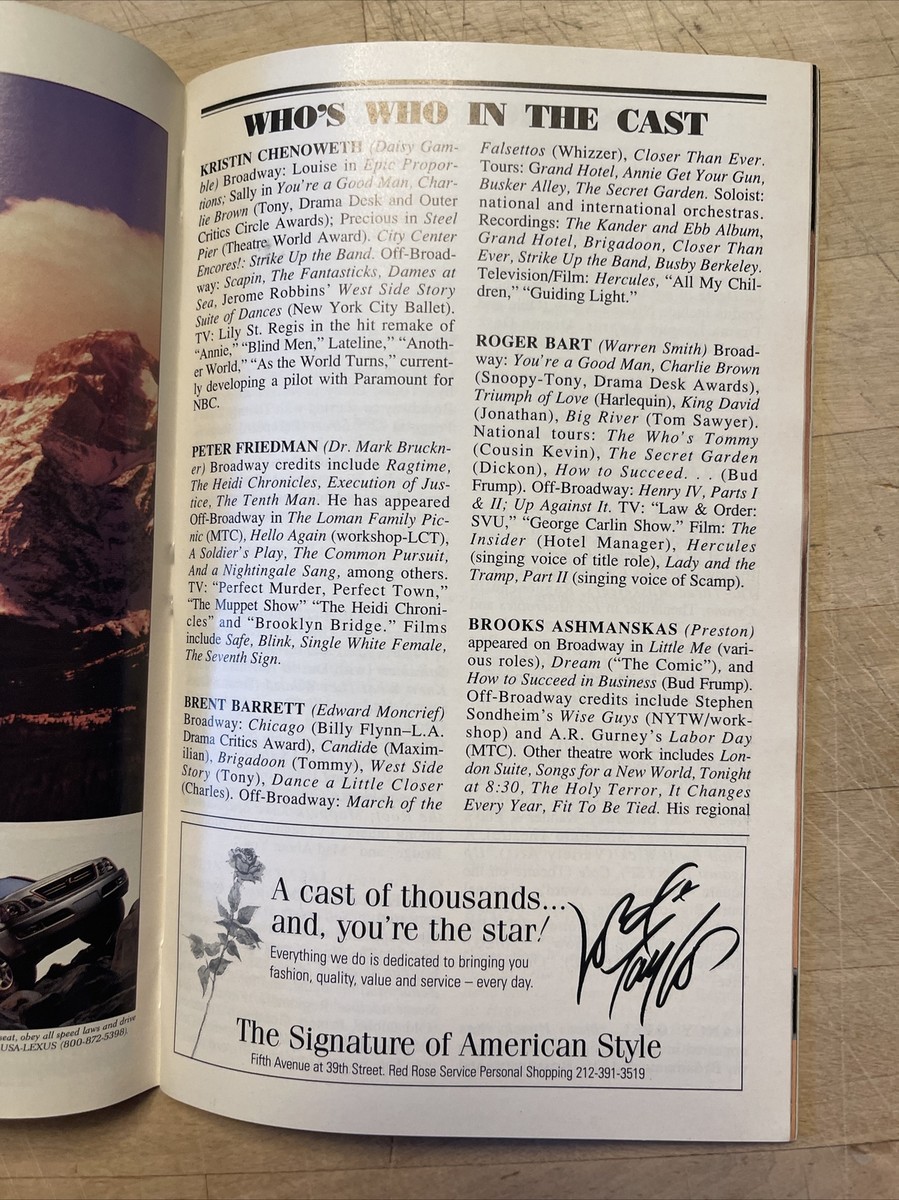 WHO'S WHO IN THE CAST
KRISTIN CHENOWETH (Daisy Gam-
ble) Broadway: Louise in Epic Propor-
tions; Sally in You're a Good Man, Char-
lie Brown (Tony, Drama Desk and Outer
Critics Circle Awards); Precious in Steel
Pier (Theatre World Award). City Center
Encores!: Strike Up the Band. Off-Broad-
way: Scapin, The Fantasticks, Dames at
Sea, Jerome Robbins' West Side Story
Suite of Dances (New York City Ballet).
TV: Lily St. Regis in the hit remake of
"Annie," "Blind Men," Lateline," "Anoth-
er World," "As the World Turns," current-
ly developing a pilot with Paramount for
NBC.
PETER FRIEDMAN (Dr. Mark Bruckn-
er) Broadway credits include Ragtime,
The Heidi Chronicles, Execution of Jus-
tice, The Tenth Man. He has appeared
Off-Broadway in The Loman Family Pic-
nic (MTC), Hello Again (workshop-LCT),
A Soldier's Play, The Common Pursuit,
And a Nightingale Sang, among others.
TV: "Perfect Murder, Perfect Town,"
"The Muppet Show" "The Heidi Chroni-
cles" and "Brooklyn Bridge." Films
include Safe, Blink, Single White Female,
The Seventh Sign.
BRENT BARRETT (Edward Moncrief)
Broadway: Chicago (Billy Flynn–L.A.
Drama Critics Award), Candide (Maxim-
ilian), Brigadoon (Tommy), West Side
Story (Tony), Dance a Little Closer
(Charles). Off-Broadway: March of the
Falsettos (Whizzer), Closer Than Ever.
Tours: Grand Hotel, Annie Get Your Gun,
Busker Alley, The Secret Garden. Soloist:
national and international orchestras.
Recordings: The Kander and Ebb Album,
Grand Hotel, Brigadoon, Closer Than
Ever, Strike Up the Band, Busby Berkeley.
Television/Film: Hercules, "All My Chil-
dren," "Guiding Light."
ROGER BART (Warren Smith) Broad-
way: You're a Good Man, Charlie Brown
(Snoopy-Tony, Drama Desk Awards),
Triumph of Love (Harlequin), King David
(Jonathan), Big River (Tom Sawyer).
National tours: The Who's Tommy
(Cousin Kevin), The Secret Garden
(Dickon), How to Succeed. . . (Bud
Frump). Off-Broadway: Henry IV, Parts I
& II; Up Against It. TV: "Law & Order:
SVU," "George Carlin Show." Film: The
Insider (Hotel Manager), Hercules
(singing voice of title role), Lady and the
Tramp, Part II (singing voice of Scamp).
BROOKS ASHMANSKAS (Preston)
appeared on Broadway in Little Me (vari-
ous roles), Dream ("The Comic"), and
How to Succeed in Business (Bud Frump).
Off-Broadway credits include Stephen
Sondheim's Wise Guys (NYTW/work-
shop) and A.R. Gurney's Labor Day
(MTC). Other theatre work includes Lon-
don Suite, Songs for a New World, Tonight
at 8:30, The Holy Terror, It Changes
Every Year, Fit To Be Tied. His regional
A cast of thousands...
and, you're the star!
Everything we do is dedicated to bringing you
fashion, quality, value and service – every day.
Lord & Taylor
The Signature of American Style
Fifth Avenue at 39th Street. Red Rose Service Personal Shopping 212-391-3519
seat, obey all speed laws and drive
USA-LEXUS (800-872-5398).